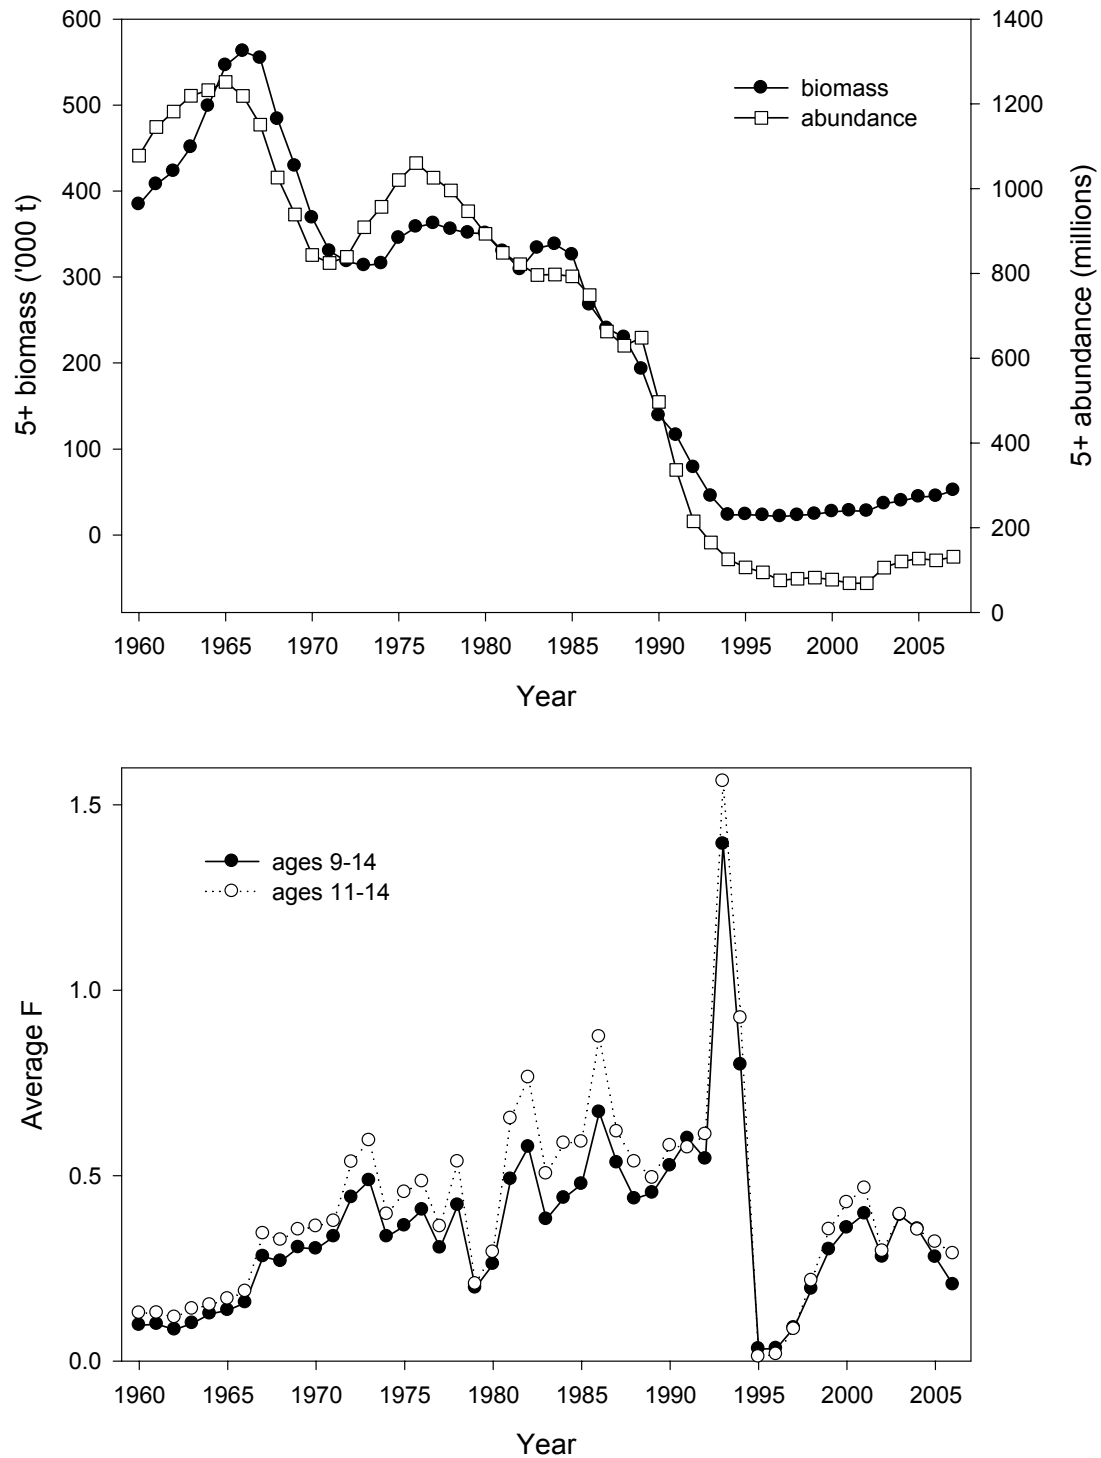 600
500
400
300
200
100
0
5+ biomass ('000 t)
1400
1200
1000
800
600
400
200
0
5+ abundance (millions)
biomass
abundance
1960 1965 1970 1975 1980 1985 1990 1995 2000 2005
Year
1.5
1.0
0.5
0.0
Average F
ages 9-14
ages 11-14
1960 1965 1970 1975 1980 1985 1990 1995 2000 2005
Year